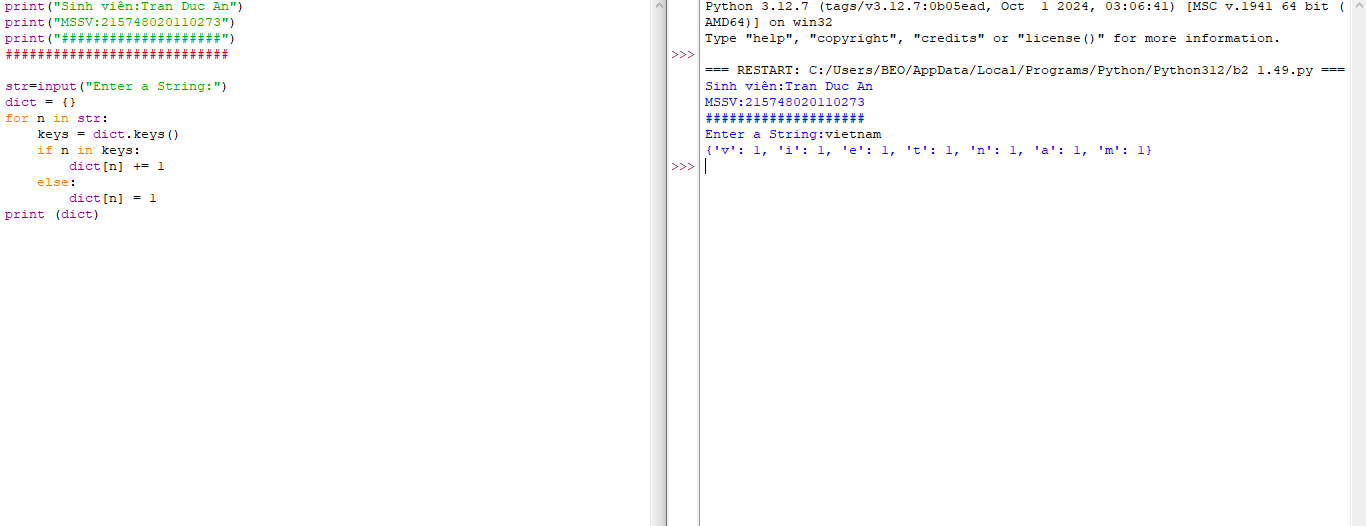 print("Sinh viên:Tran Duc An")
print("MSSV:215748020110273")
print("####################")
############################
str=input("Enter a String:")
dict = {}
for n in str:
    keys = dict.keys()
    if n in keys:
        dict[n] += 1
    else:
        dict[n] = 1
print (dict)
Python 3.12.7 (tags/v3.12.7:0b05ead, Oct  1 2024, 03:06:41) [MSC v.1941 64 bit (
AMD64)] on win32
Type "help", "copyright", "credits" or "license()" for more information.
>>>
=== RESTART: C:/Users/BEO/AppData/Local/Programs/Python/Python312/b2 1.49.py ===
Sinh viên:Tran Duc An
MSSV:215748020110273
####################
Enter a String:vietnam
{'v': 1, 'i': 1, 'e': 1, 't': 1, 'n': 1, 'a': 1, 'm': 1}
>>>